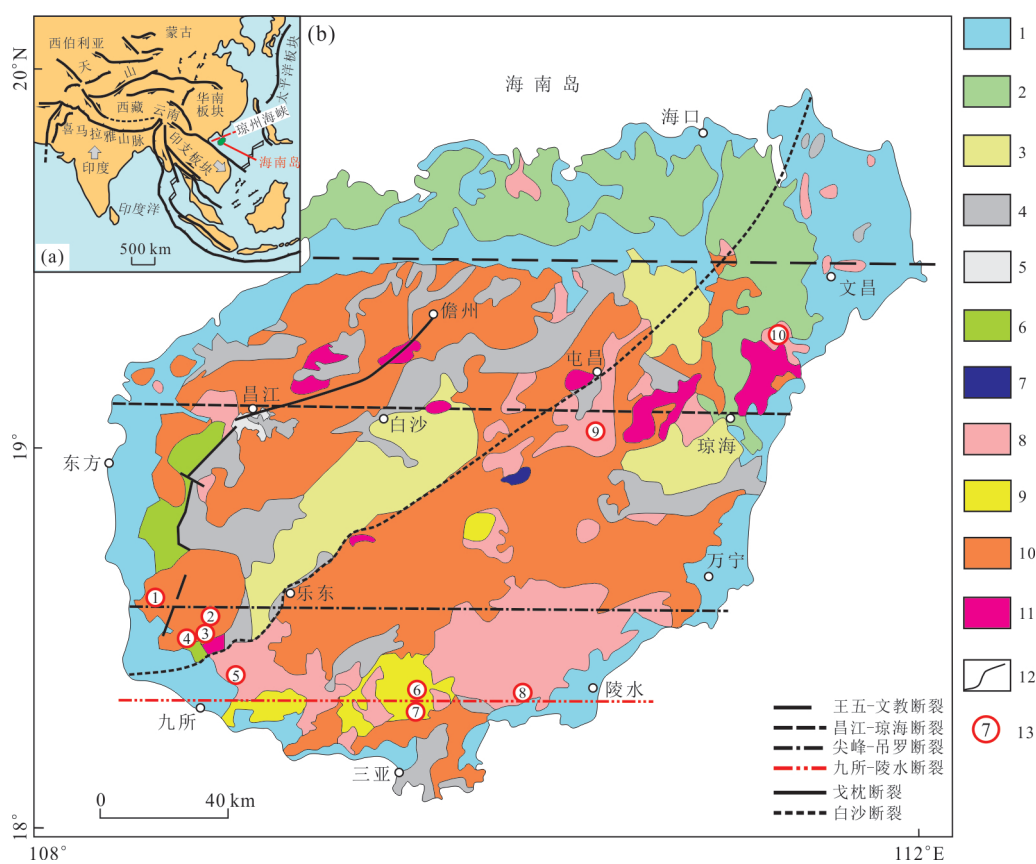 (b)
海南岛
海口
文昌
儋州
屯昌
昌江
白沙
琼海
东方
万宁
乐东
陵水
九所
三亚
①
②
③
④
⑤
⑥
⑦
⑧
⑨
⑩
20°N
19°
18°
108°
112°E
0 40 km
王五-文教断裂
昌江-琼海断裂
尖峰-吊罗断裂
九所-陵水断裂
戈枕断裂
白沙断裂
(a)
西伯利亚
蒙古
天山
西藏
云南
华南
板块
太平洋板块
琼州海峡
喜马拉雅山脉
印支板块
海南岛
印度
印度洋
500 km
1
2
3
4
5
6
7
8
9
10
11
12
⑦ 13